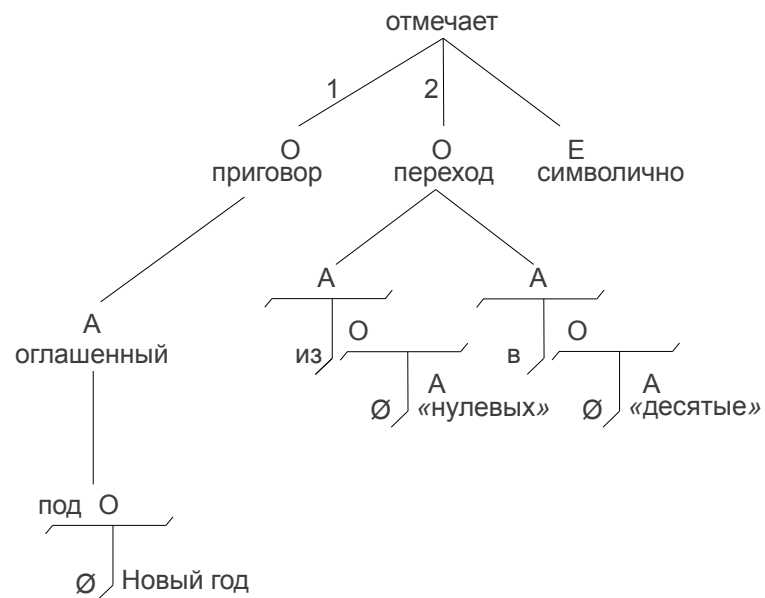 отмечает
1 2
О О Е
приговор переход символично
А А
А
О О
оглашенный из в
А А
Ø «нулевых» Ø «десятые»
под О
Ø Новый год